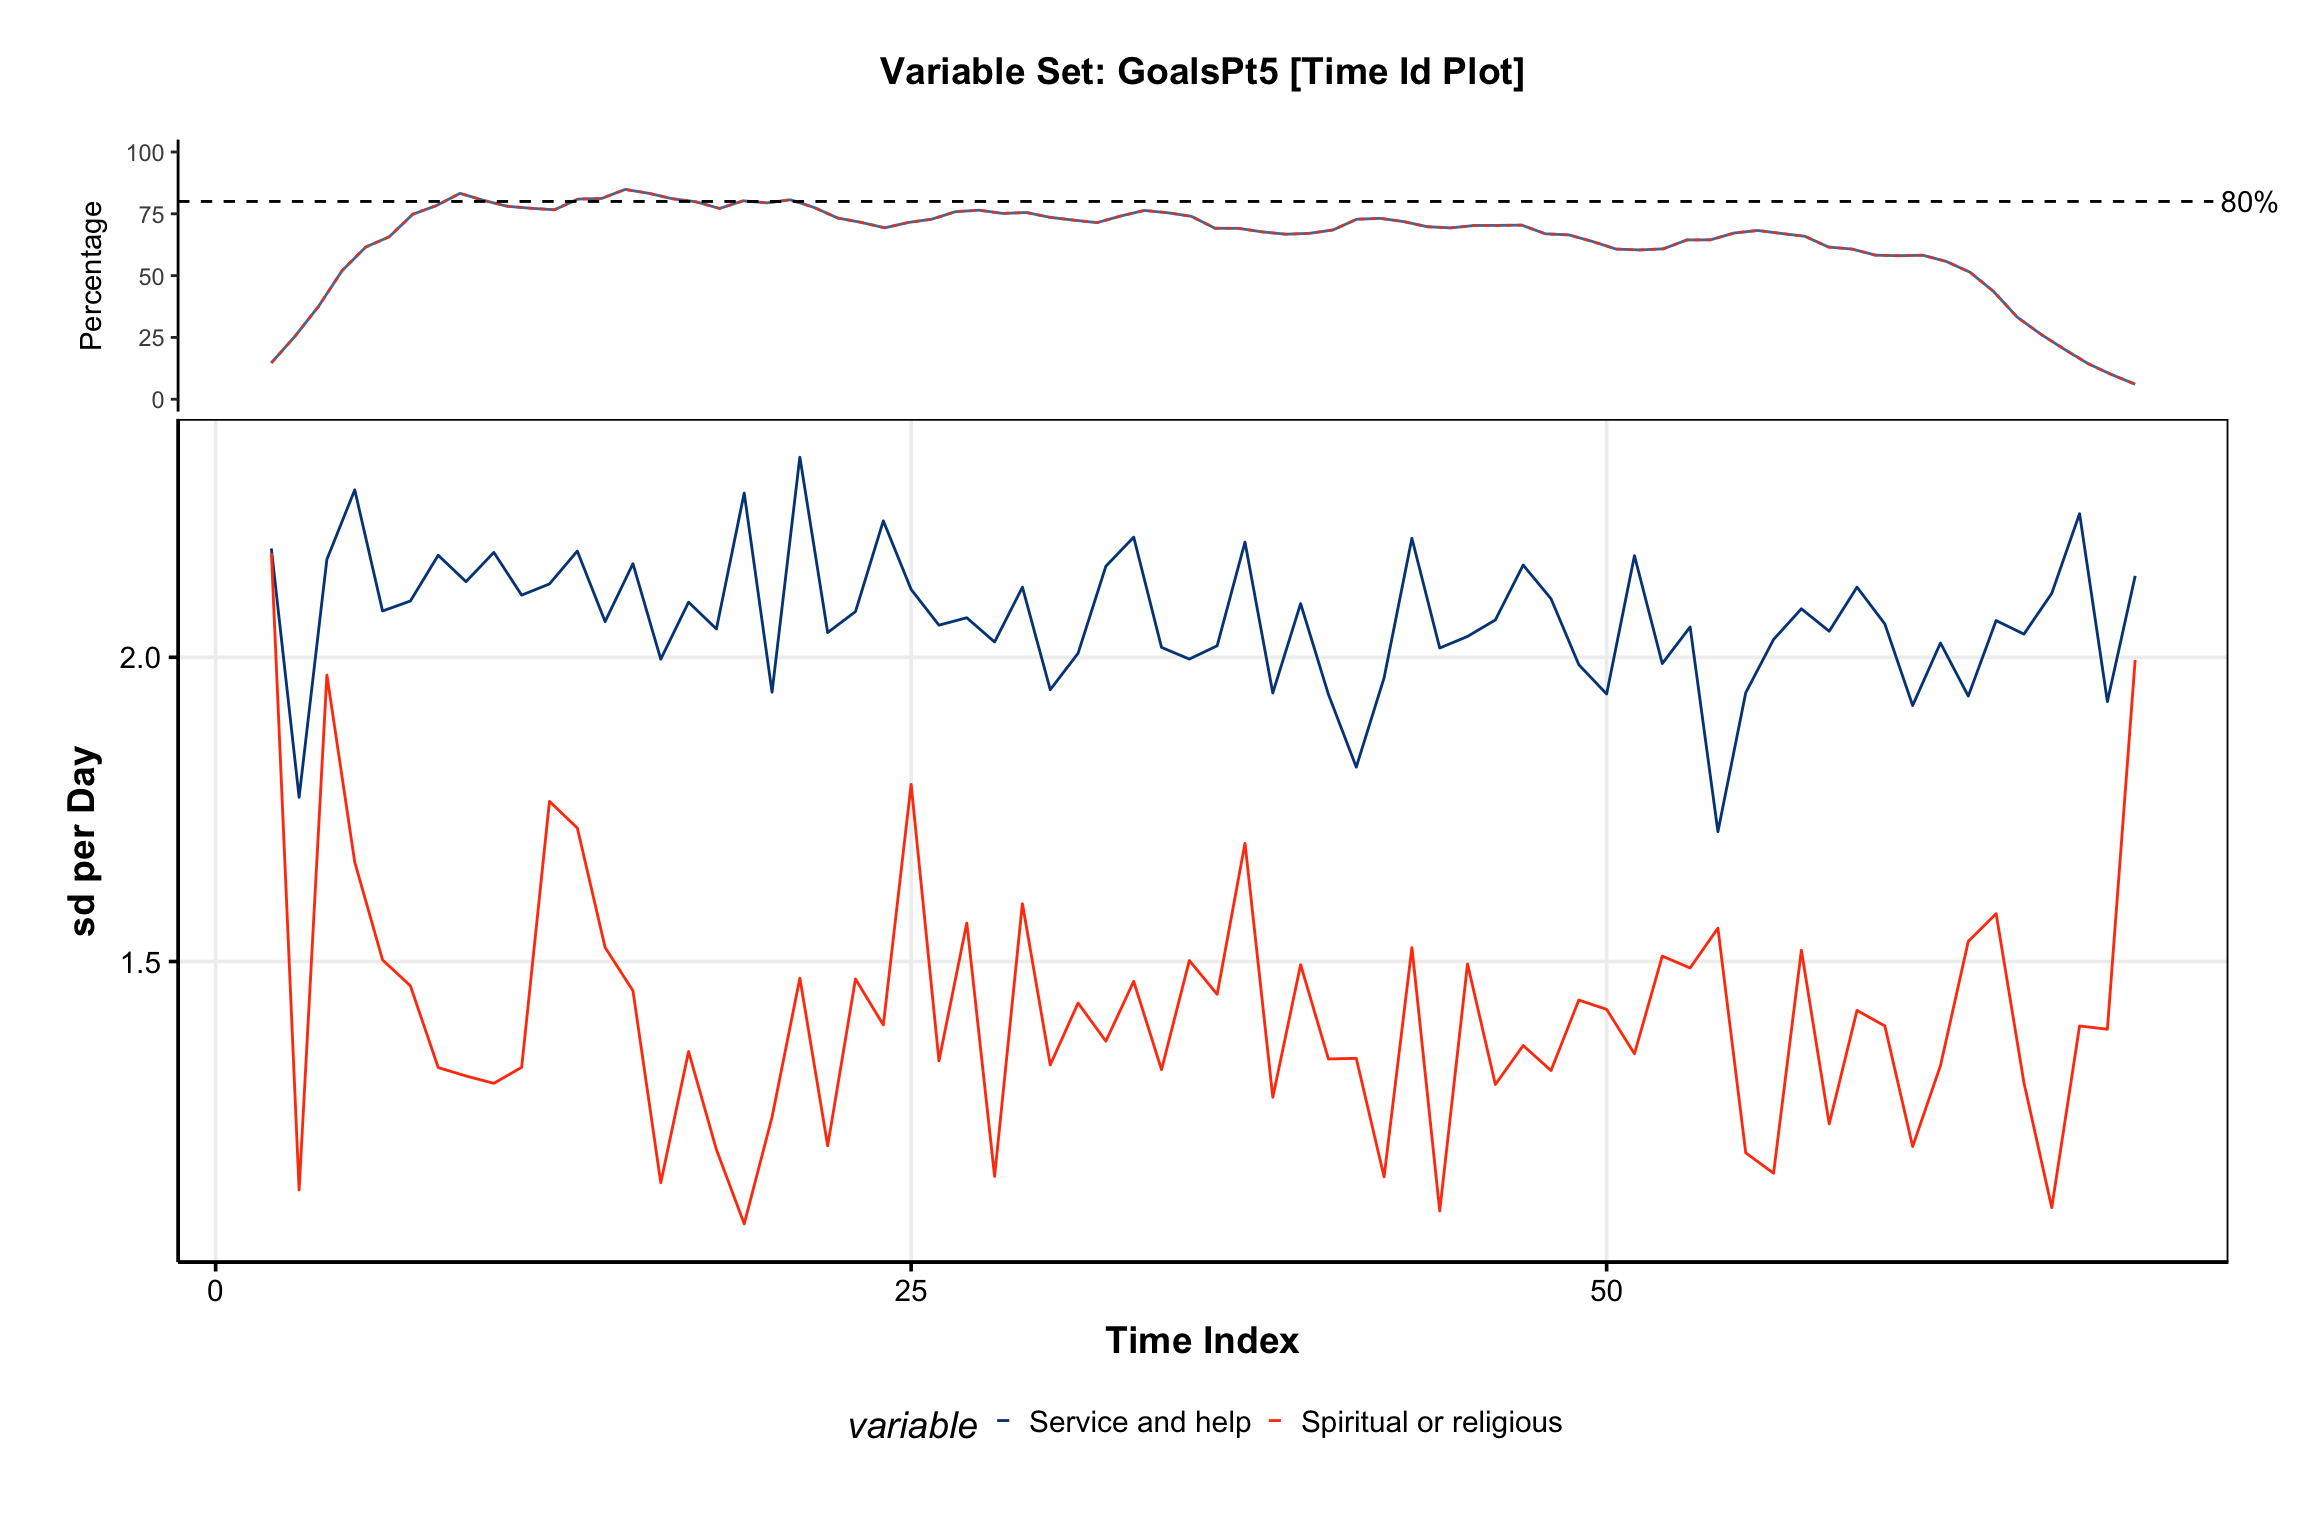 Variable Set: GoalsPt5 [Time Id Plot]
100
75
50
25
0
Percentage
80%
2.0
1.5
sd per Day
0 25 50
Time Index
variable Service and help Spiritual or religious